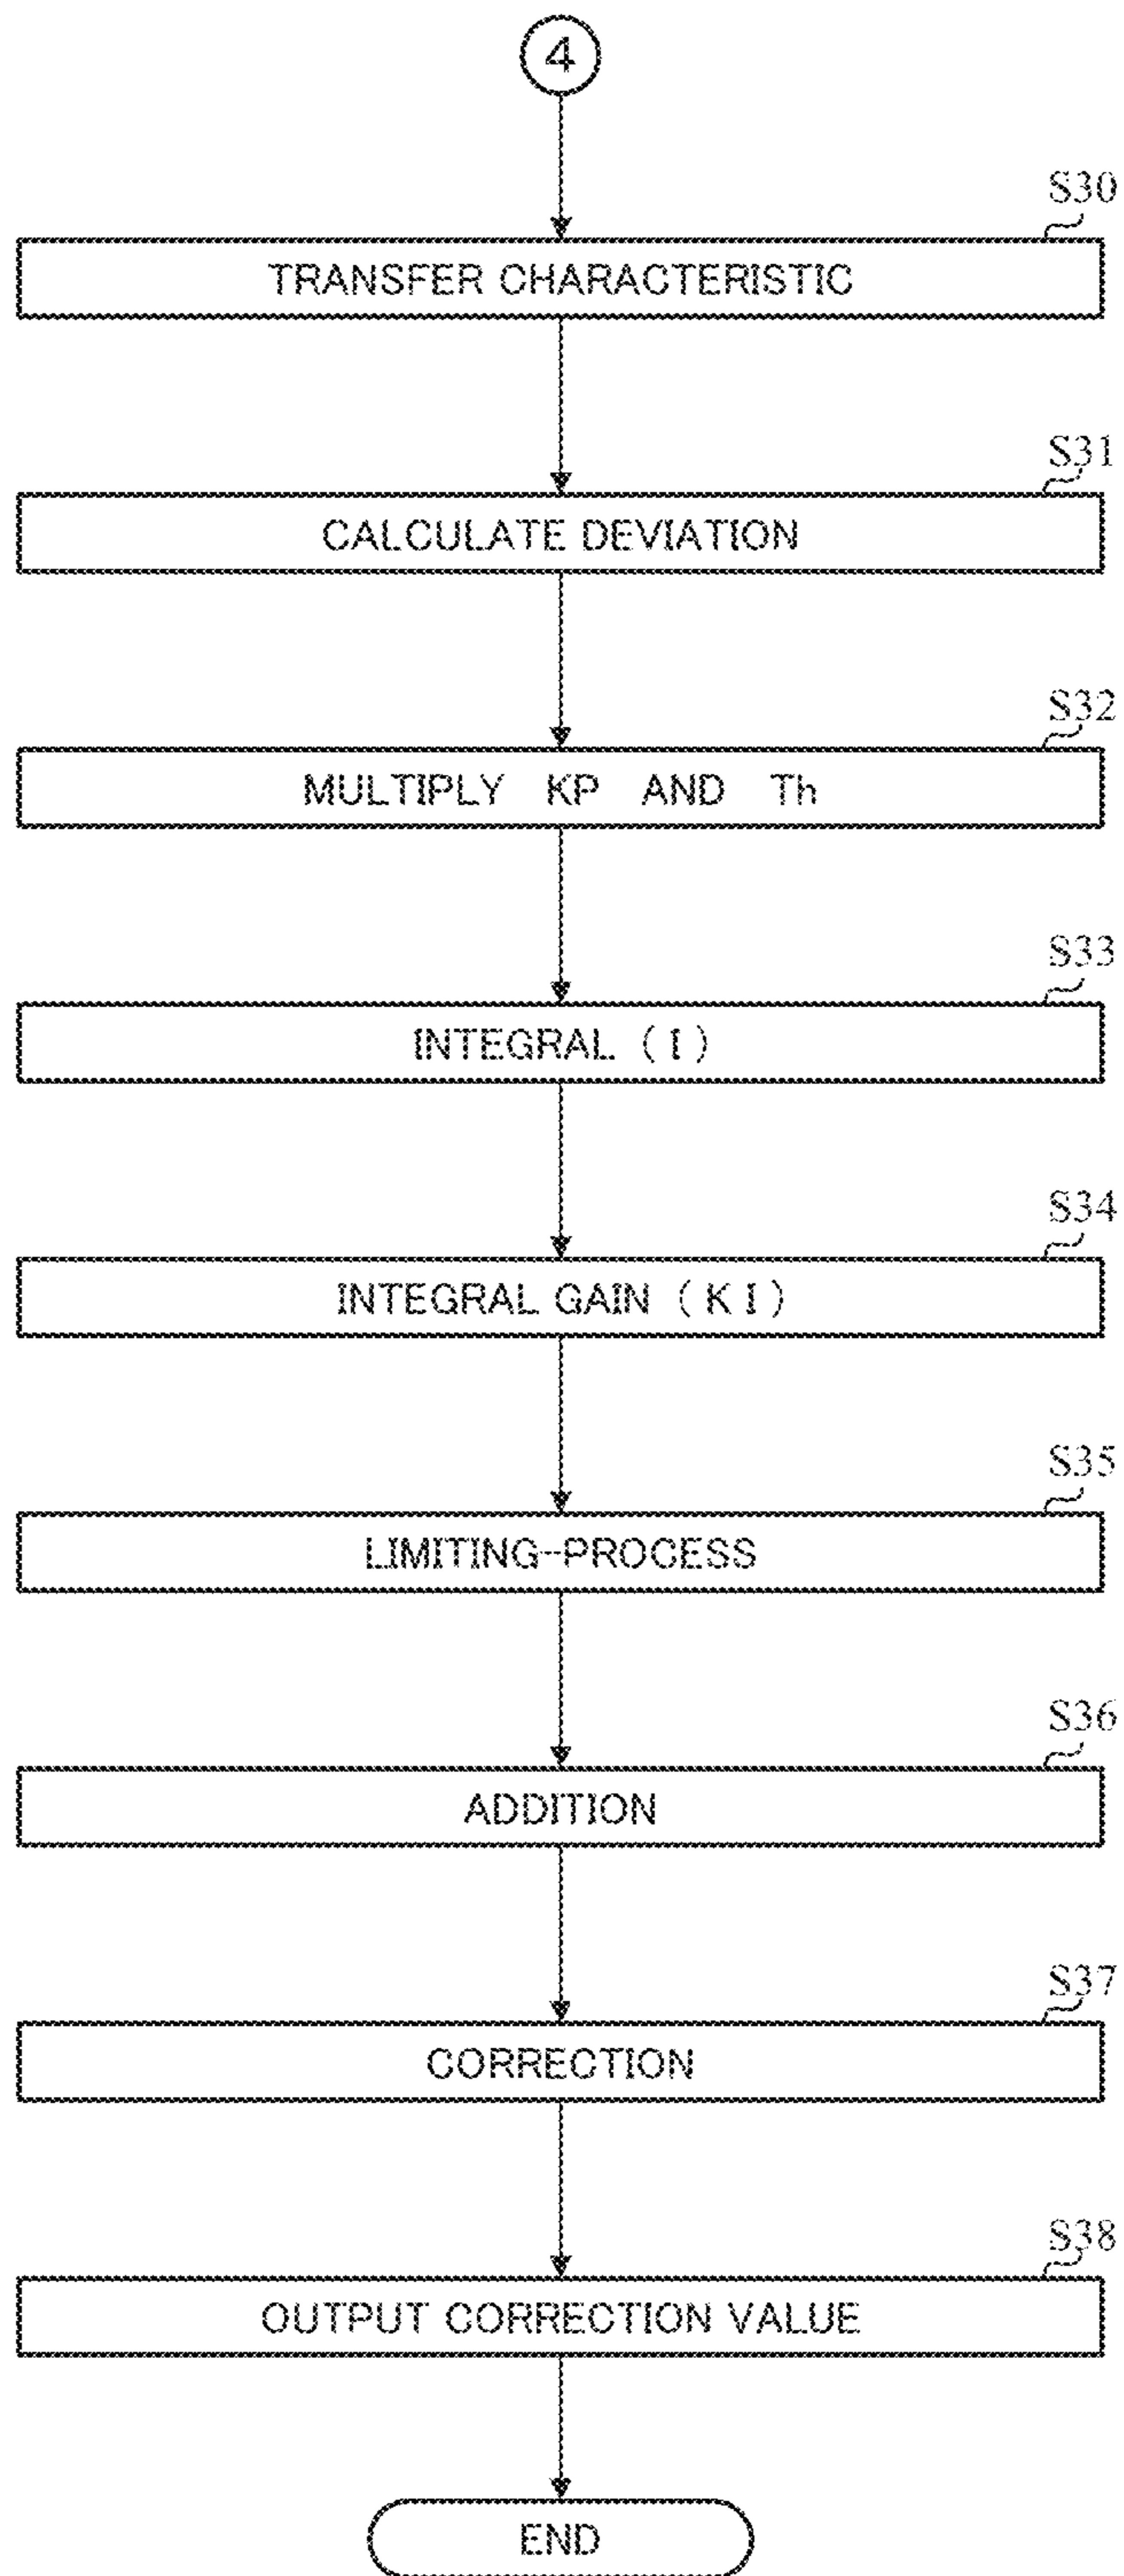 4
S30
TRANSFER CHARACTERISTIC
S31
CALCULATE DEVIATION
S32
MULTIPLY KP AND Th
S33
INTEGRAL (I)
S34
INTEGRAL GAIN (KI)
S35
LIMITING-PROCESS
S36
ADDITION
S37
CORRECTION
S38
OUTPUT CORRECTION VALUE
END